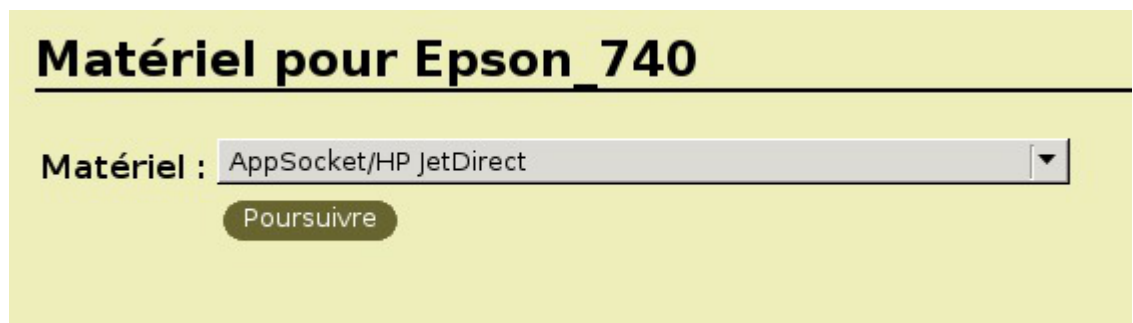 Matériel pour Epson_740
Matériel : AppSocket/HP JetDirect
Poursuivre